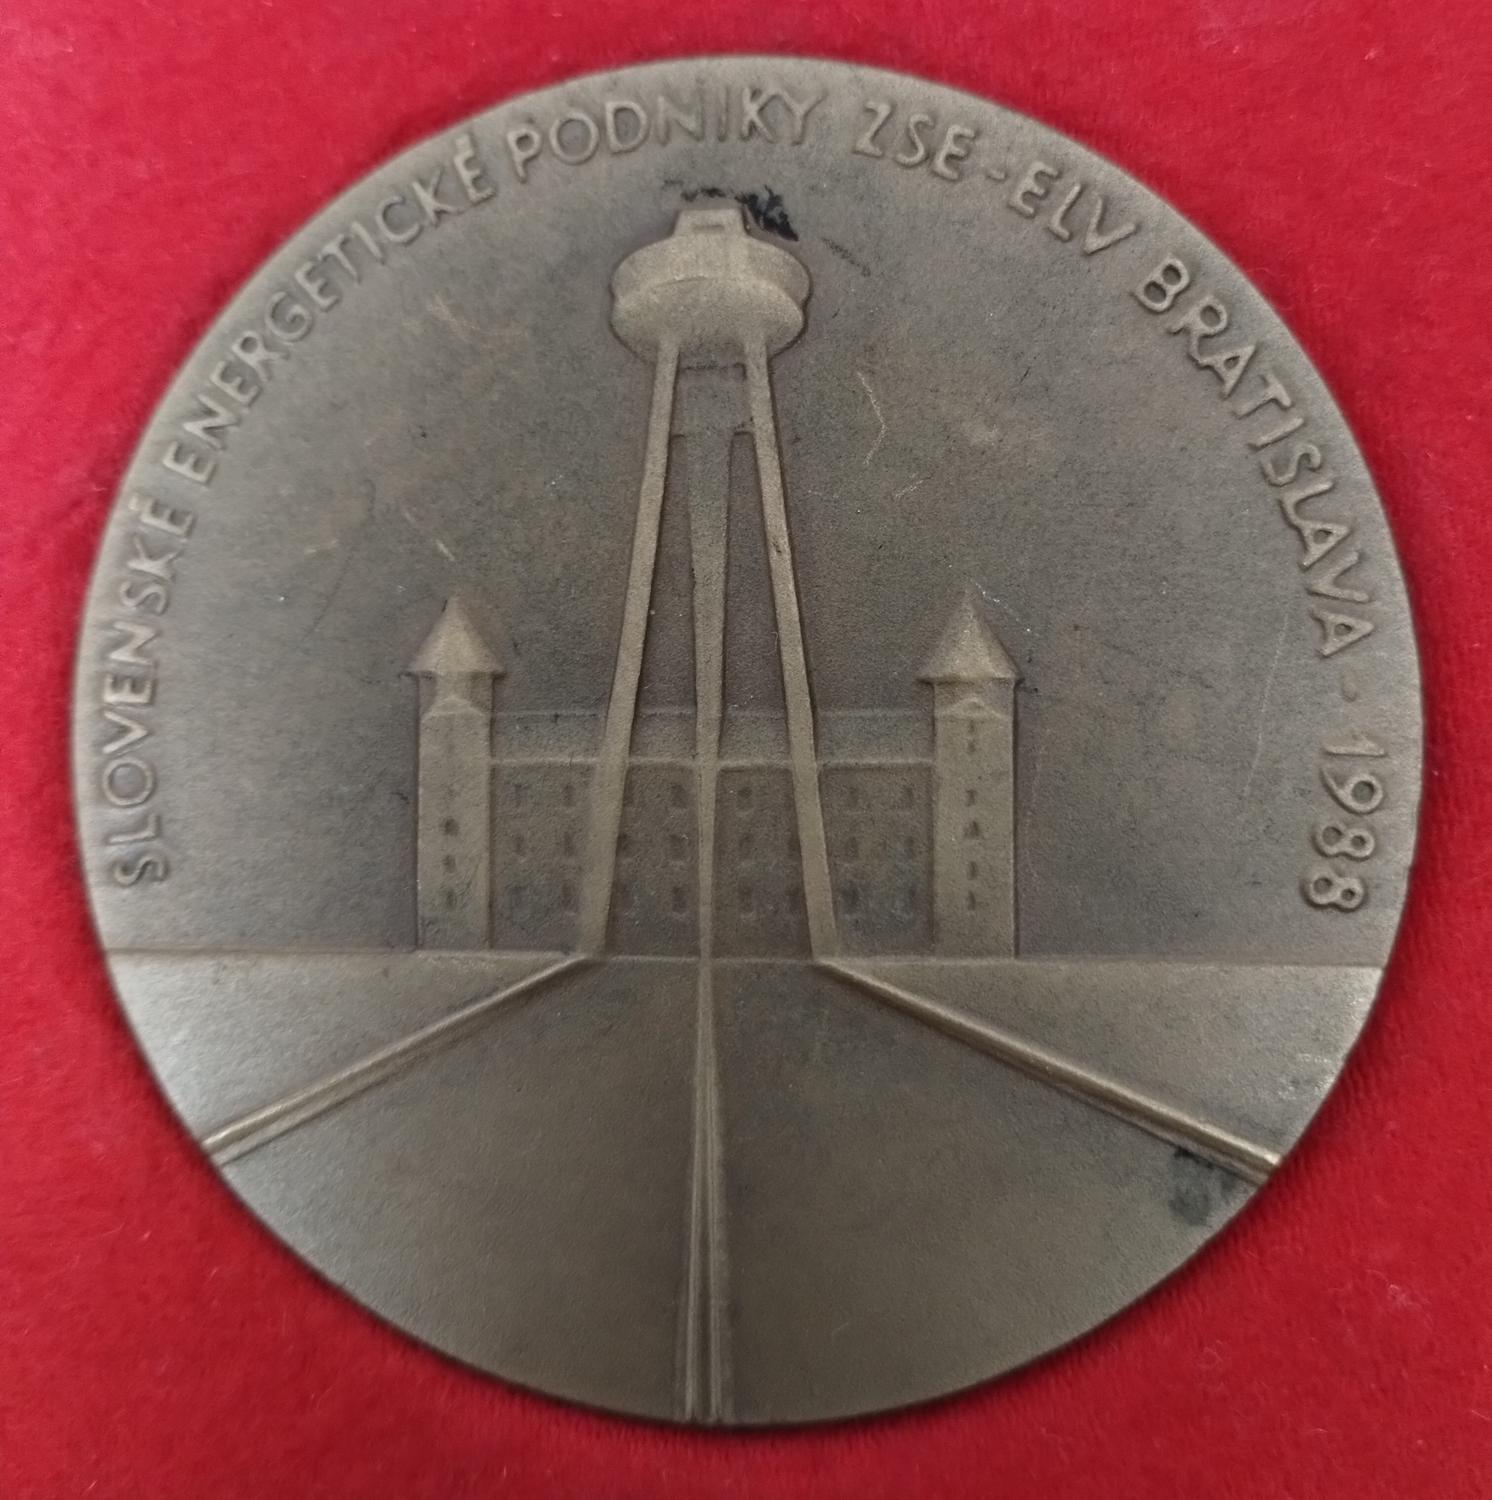 SLOVENSKÉ ENERGETICKÉ PODNIKY ZSE-ELV BRATISLAVA-1988